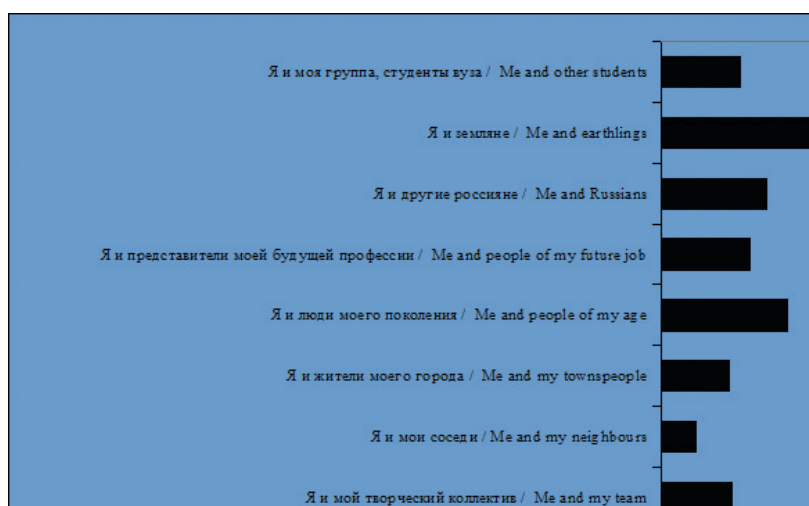 Я и моя группа, студенты вуза / Me and other students
Я и земляне / Me and earthlings
Я и другие россияне / Me and Russians
Я и представители моей будущей профессии / Me and people of my future job
Я и люди моего поколения / Me and people of my age
Я и жители моего города / Me and my townspeople
Я и мои соседи / Me and my neighbours
Я и мой творческий коллектив / Me and my team